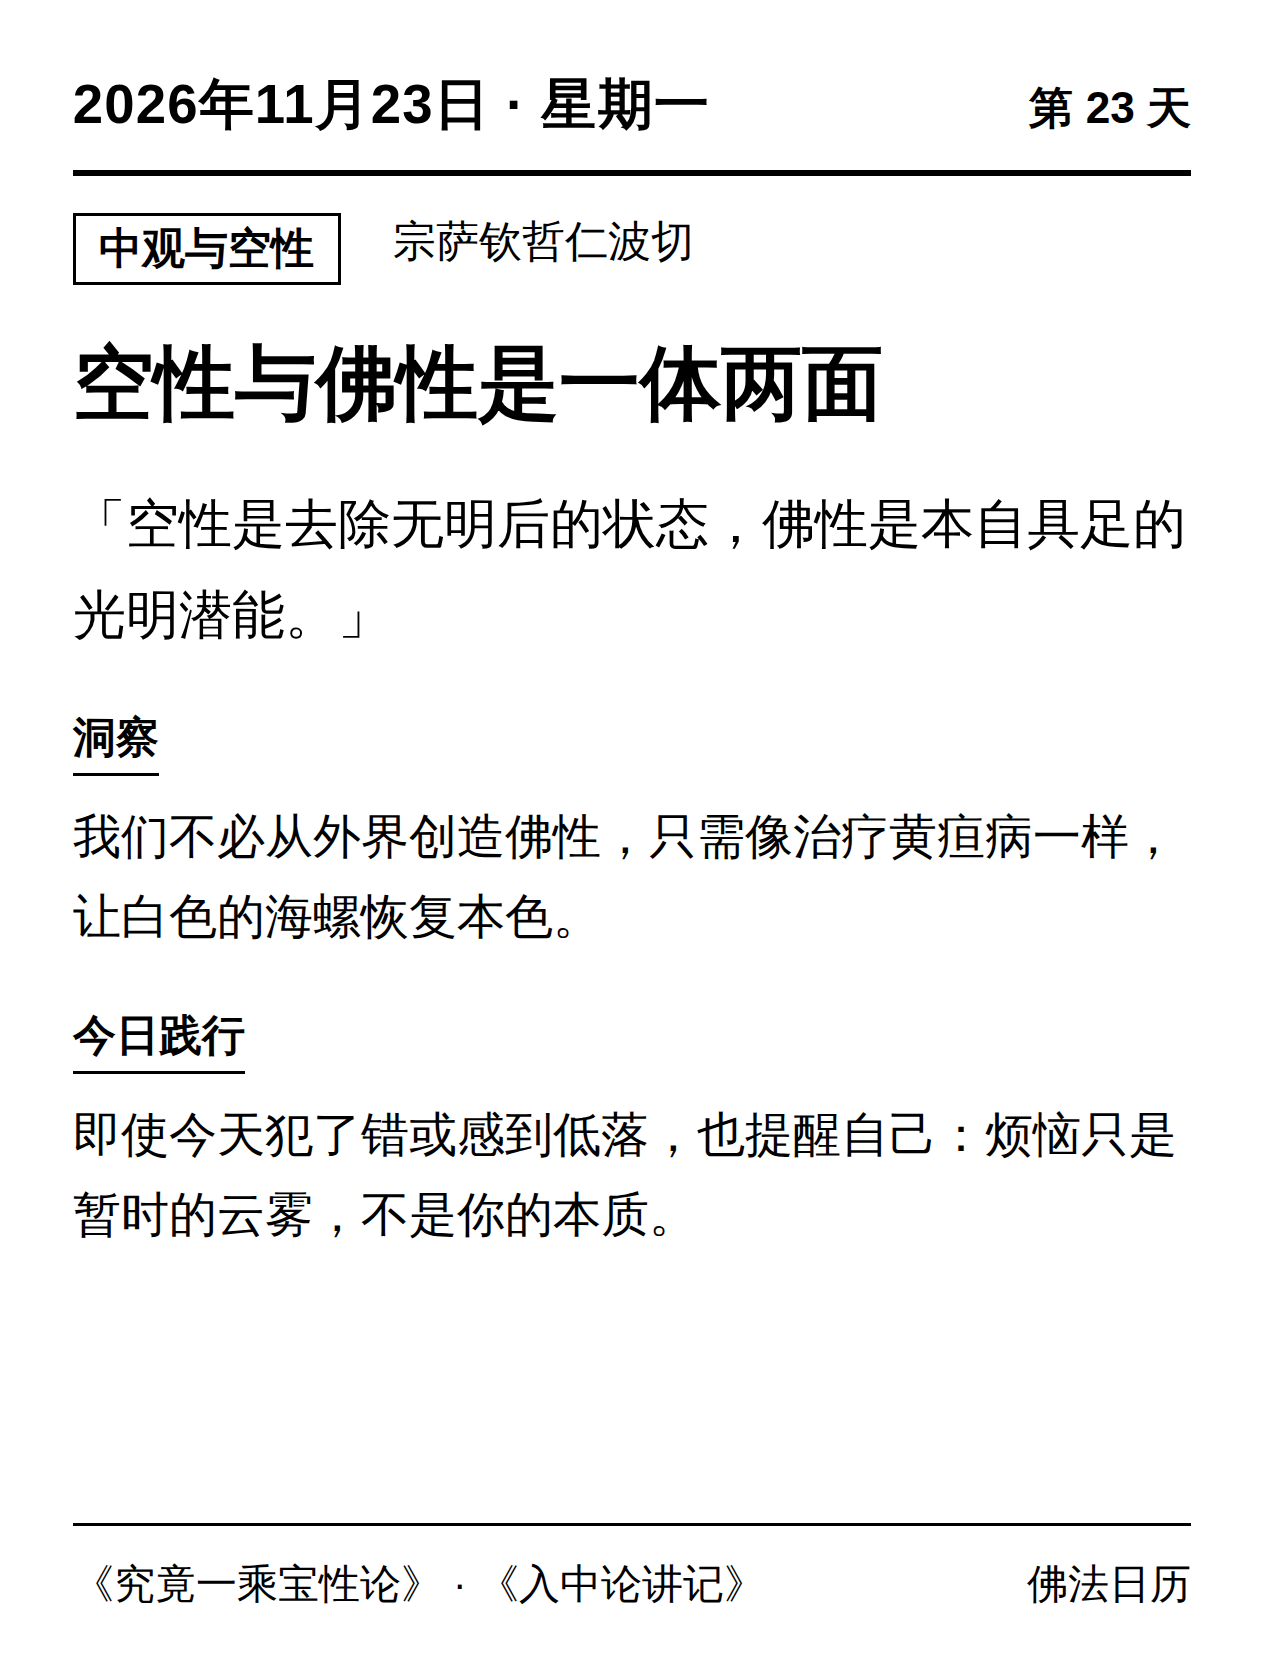 2026年11月23日 · 星期一
第 23 天
中观与空性
宗萨钦哲仁波切
空性与佛性是一体两面
「空性是去除无明后的状态，佛性是本自具足的
光明潜能。」
洞察
我们不必从外界创造佛性，只需像治疗黄疸病一样，
让白色的海螺恢复本色。
今日践行
即使今天犯了错或感到低落，也提醒自己：烦恼只是
暂时的云雾，不是你的本质。
《究竟一乘宝性论》 · 《入中论讲记》
佛法日历